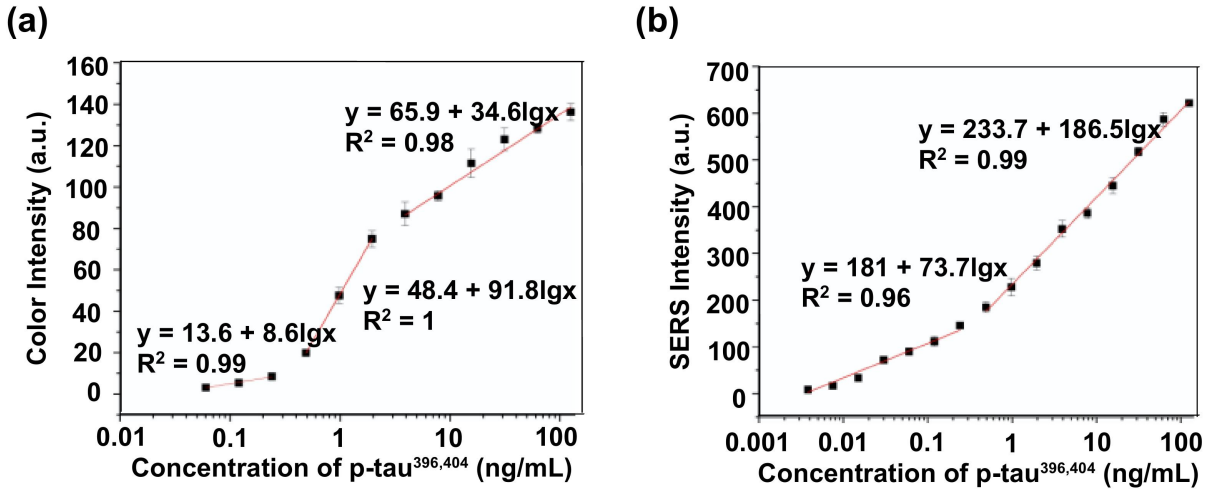 (a)
160
140
120
100
80
60
40
20
0
Color Intensity (a.u.)
y = 65.9 + 34.6lgx
R² = 0.98
y = 48.4 + 91.8lgx
R² = 1
y = 13.6 + 8.6lgx
R² = 0.99
0.01 0.1 1 10 100
Concentration of p-tau³⁹⁶,⁴⁰⁴ (ng/mL)
(b)
700
600
500
400
300
200
100
0
SERS Intensity (a.u.)
y = 233.7 + 186.5lgx
R² = 0.99
y = 181 + 73.7lgx
R² = 0.96
0.001 0.01 0.1 1 10 100
Concentration of p-tau³⁹⁶,⁴⁰⁴ (ng/mL)